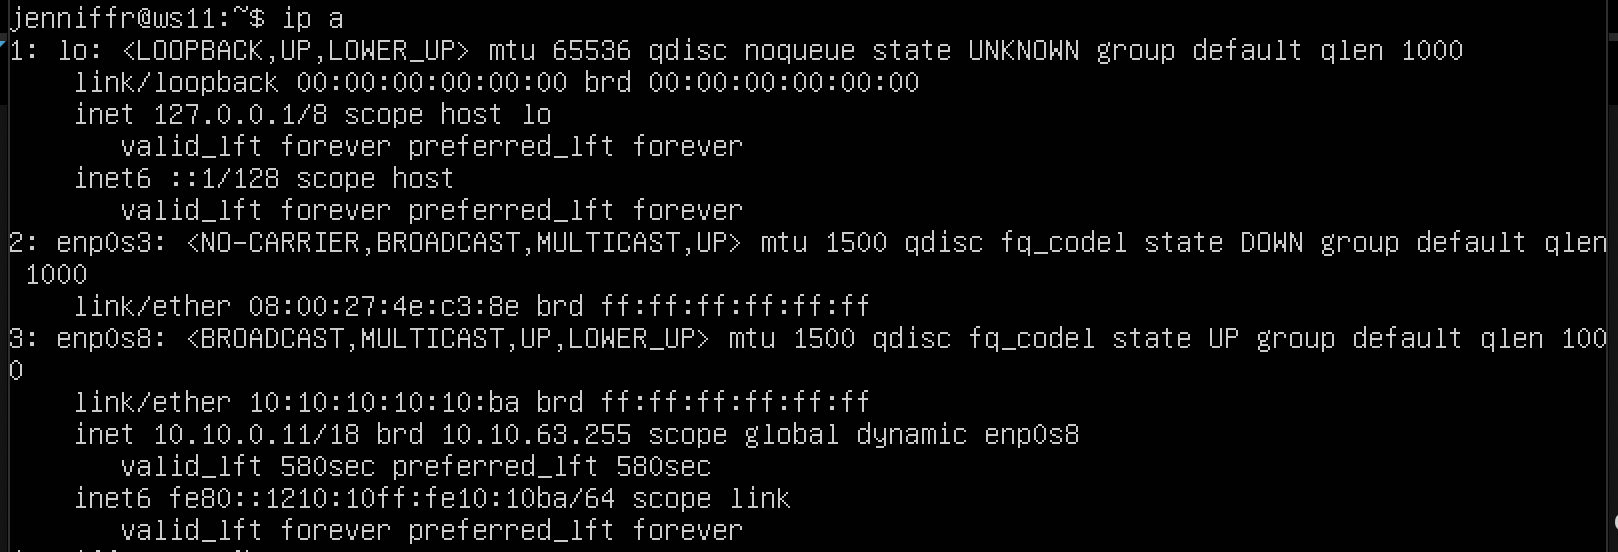 jenniffr@ws11:~$ ip a
1: lo: <LOOPBACK,UP,LOWER_UP> mtu 65536 qdisc noqueue state UNKNOWN group default qlen 1000
    link/loopback 00:00:00:00:00:00 brd 00:00:00:00:00:00
    inet 127.0.0.1/8 scope host lo
       valid_lft forever preferred_lft forever
    inet6 ::1/128 scope host
       valid_lft forever preferred_lft forever
2: enp0s3: <NO-CARRIER,BROADCAST,MULTICAST,UP> mtu 1500 qdisc fq_codel state DOWN group default qlen
 1000
    link/ether 08:00:27:4e:c3:8e brd ff:ff:ff:ff:ff:ff
3: enp0s8: <BROADCAST,MULTICAST,UP,LOWER_UP> mtu 1500 qdisc fq_codel state UP group default qlen 100
0
    link/ether 10:10:10:10:10:ba brd ff:ff:ff:ff:ff:ff
    inet 10.10.0.11/18 brd 10.10.63.255 scope global dynamic enp0s8
       valid_lft 580sec preferred_lft 580sec
    inet6 fe80::1210:10ff:fe10:10ba/64 scope link
       valid_lft forever preferred_lft forever